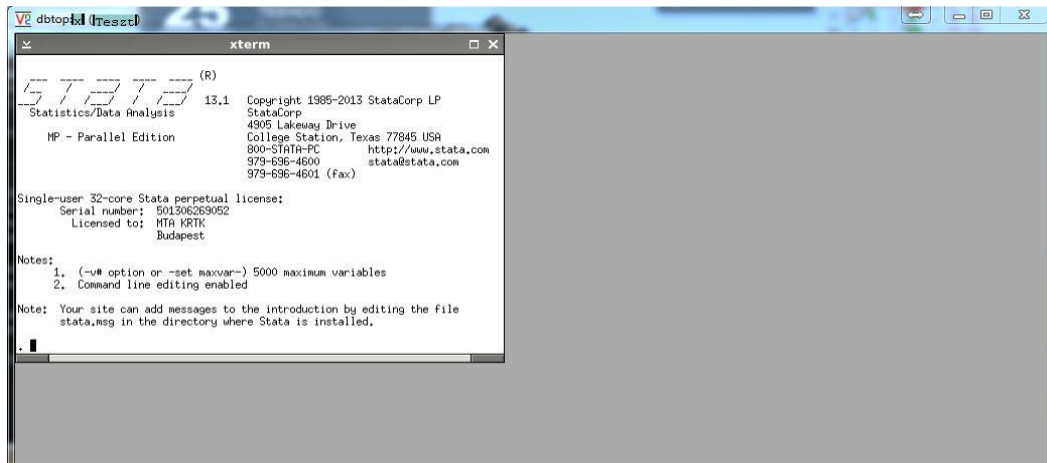 dbtop (Teszt)
xterm
(R)
13.1 Copyright 1985-2013 StataCorp LP
Statistics/Data Analysis StataCorp
4905 Lakeway Drive
MP - Parallel Edition College Station, Texas 77845 USA
800-STATA-PC http://www.stata.com
979-696-4600 stata@stata.com
979-696-4601 (fax)
Single-user 32-core Stata perpetual license:
Serial number: 501306269052
Licensed to: MTA KRTK
Budapest
Notes:
1. (-v# option or -set maxvar-) 5000 maximum variables
2. Command line editing enabled
Note: Your site can add messages to the introduction by editing the file
stata.msg in the directory where Stata is installed.
.